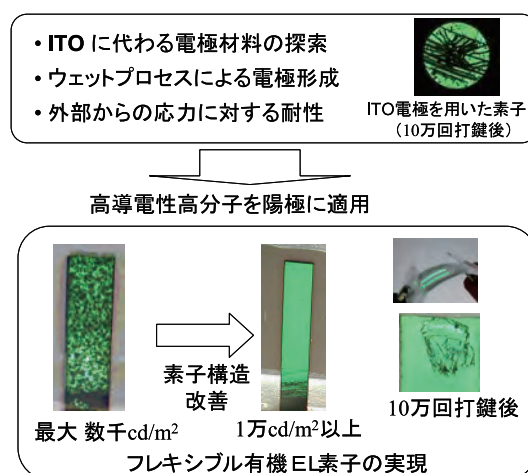 ・ITO に代わる電極材料の探索
・ウェットプロセスによる電極形成
・外部からの応力に対する耐性
ITO電極を用いた素子
（10万回打鍵後）
高導電性高分子を陽極に適用
素子構造
改善
最大 数千cd/m²
1万cd/m²以上
10万回打鍵後
フレキシブル有機EL素子の実現